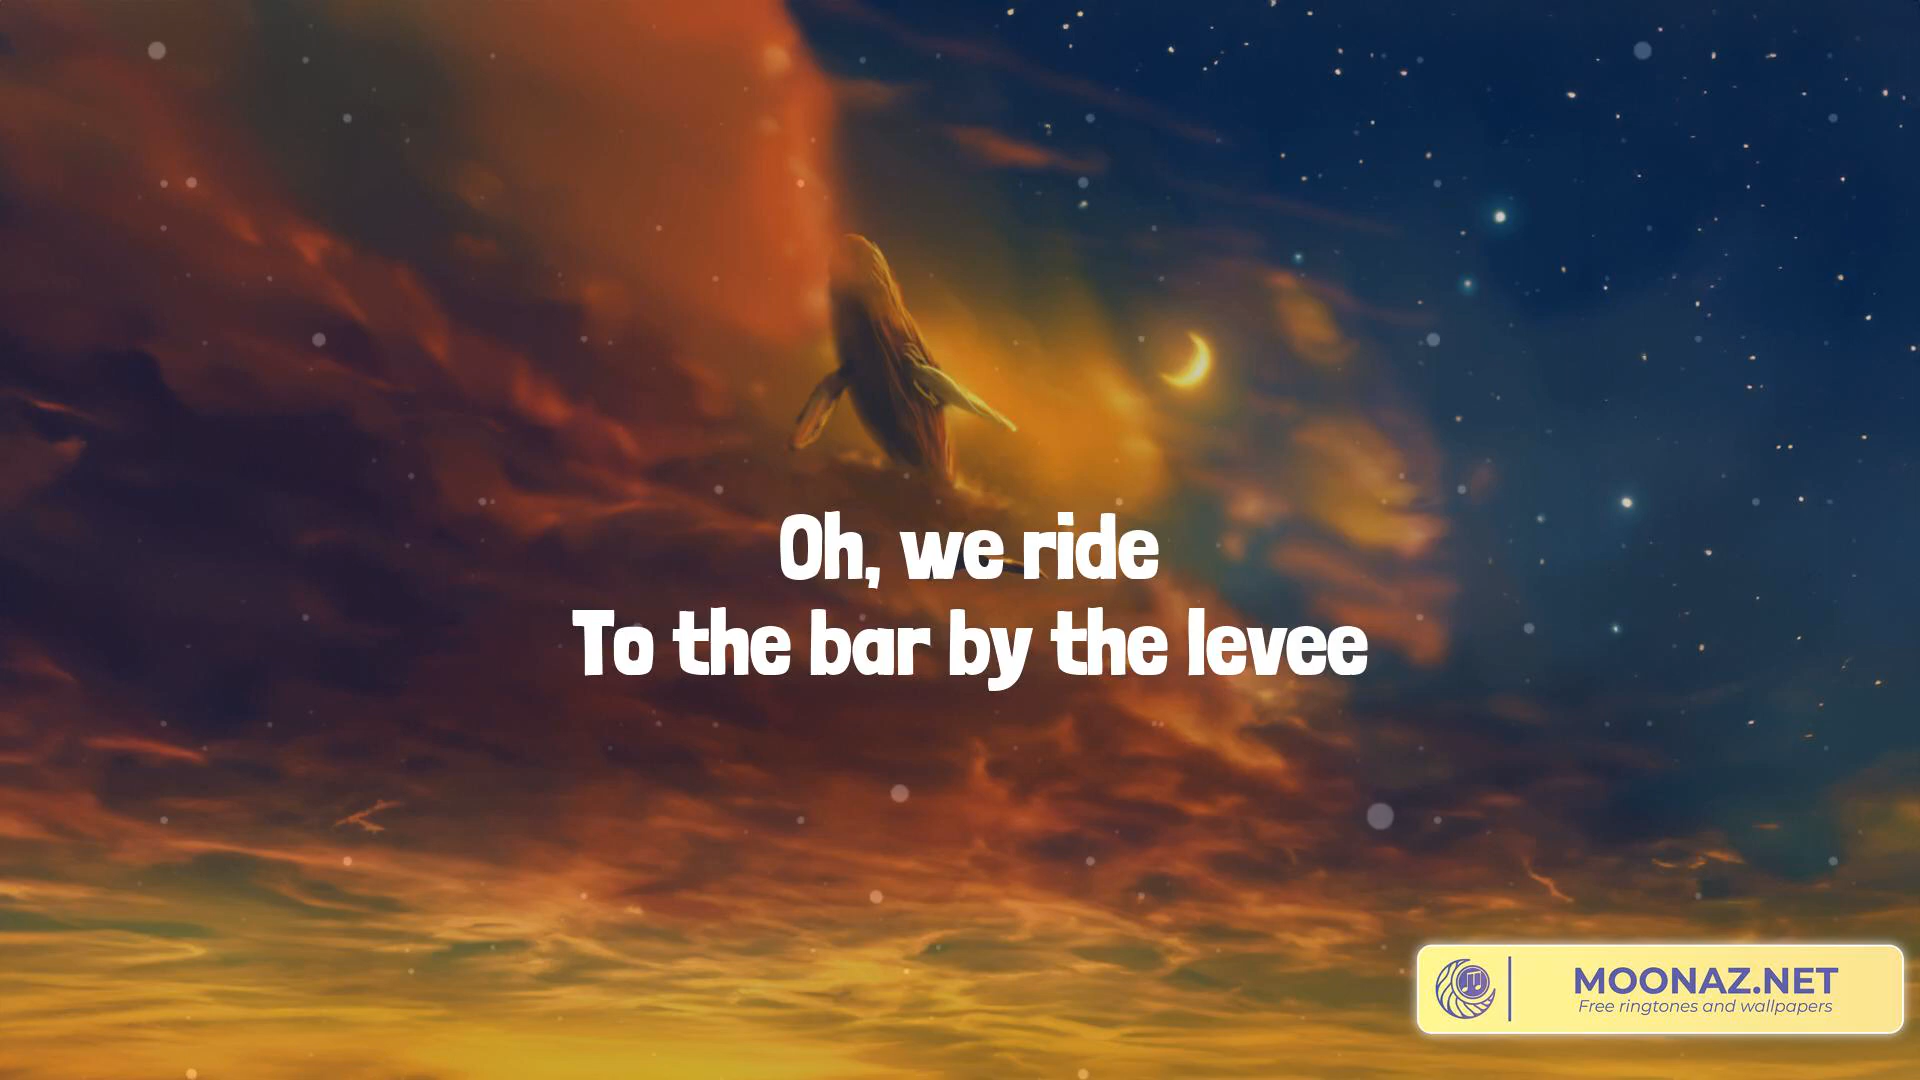 Oh, we ride
To the bar by the levee
MOONAZ.NET
Free ringtones and wallpapers